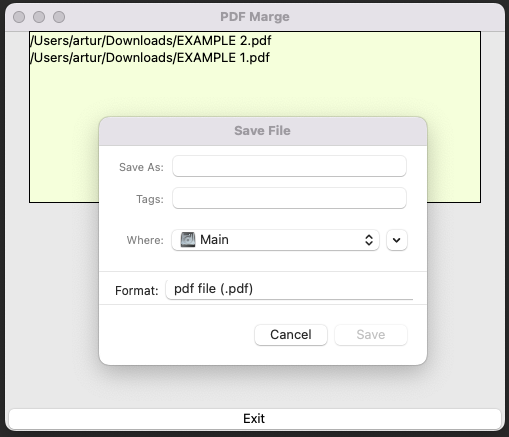 PDF Marge
/Users/artur/Downloads/EXAMPLE 2.pdf
/Users/artur/Downloads/EXAMPLE 1.pdf
Save File
Save As:
Tags:
Where: Main
Format: pdf file (.pdf)
Cancel Save
Exit